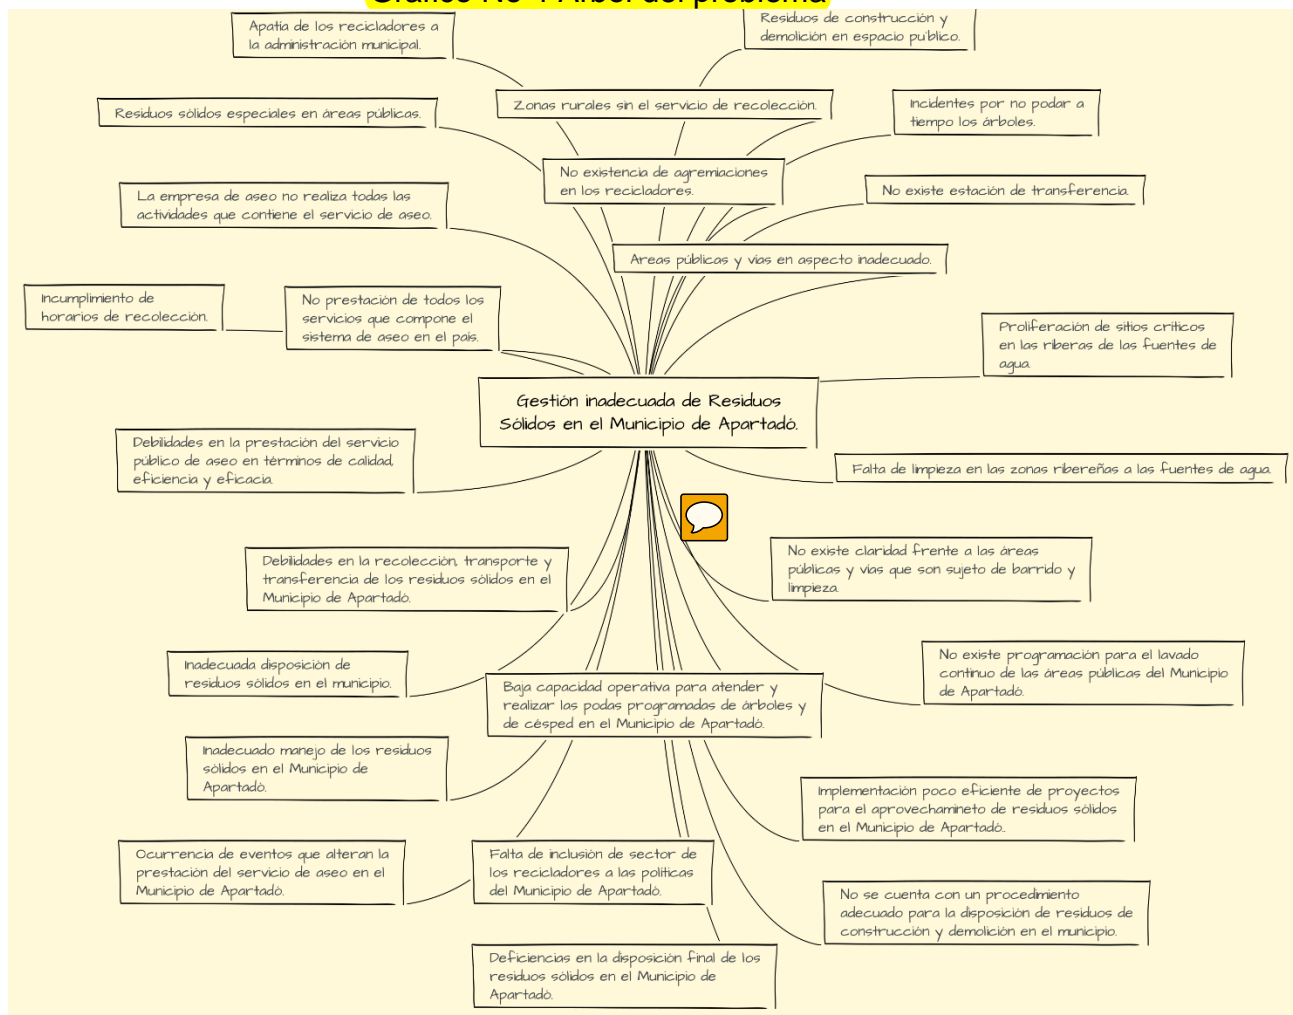 Gráfico No 4 Árbol del problema
Apatía de los recicladores a
la administración municipal.
Residuos de construcción y
demolición en espacio público.
Residuos sólidos especiales en áreas públicas.
Zonas rurales sin el servicio de recolección.
Incidentes por no podar a
tiempo los árboles.
No existencia de agremiaciones
en los recicladores.
La empresa de aseo no realiza todas las
actividades que contiene el servicio de aseo.
No existe estación de transferencia.
Areas públicas y vías en aspecto inadecuado.
Incumplimiento de
horarios de recolección.
No prestación de todos los
servicios que compone el
sistema de aseo en el país.
Proliferación de sitios críticos
en las riberas de las fuentes de
agua.
Gestión inadecuada de Residuos
Sólidos en el Municipio de Apartadó.
Debilidades en la prestación del servicio
público de aseo en términos de calidad,
eficiencia y eficacia.
Falta de limpieza en las zonas ribereñas a las fuentes de agua.
Debilidades en la recolección, transporte y
transferencia de los residuos sólidos en el
Municipio de Apartadó.
No existe claridad frente a las áreas
públicas y vías que son sujeto de barrido y
limpieza.
Inadecuada disposición de
residuos sólidos en el municipio.
Baja capacidad operativa para atender y
realizar las podas programadas de árboles y
de césped en el Municipio de Apartadó.
No existe programación para el lavado
continuo de las áreas públicas del Municipio
de Apartadó.
Inadecuado manejo de los residuos
sólidos en el Municipio de
Apartadó.
Implementación poco eficiente de proyectos
para el aprovechamineto de residuos sólidos
en el Municipio de Apartadó..
Ocurrencia de eventos que alteran la
prestación del servicio de aseo en el
Municipio de Apartadó.
Falta de inclusión de sector de
los recicladores a las políticas
del Municipio de Apartadó.
No se cuenta con un procedimiento
adecuado para la disposición de residuos de
construcción y demolición en el municipio.
Deficiencias en la disposición final de los
residuos sólidos en el Municipio de
Apartadó.